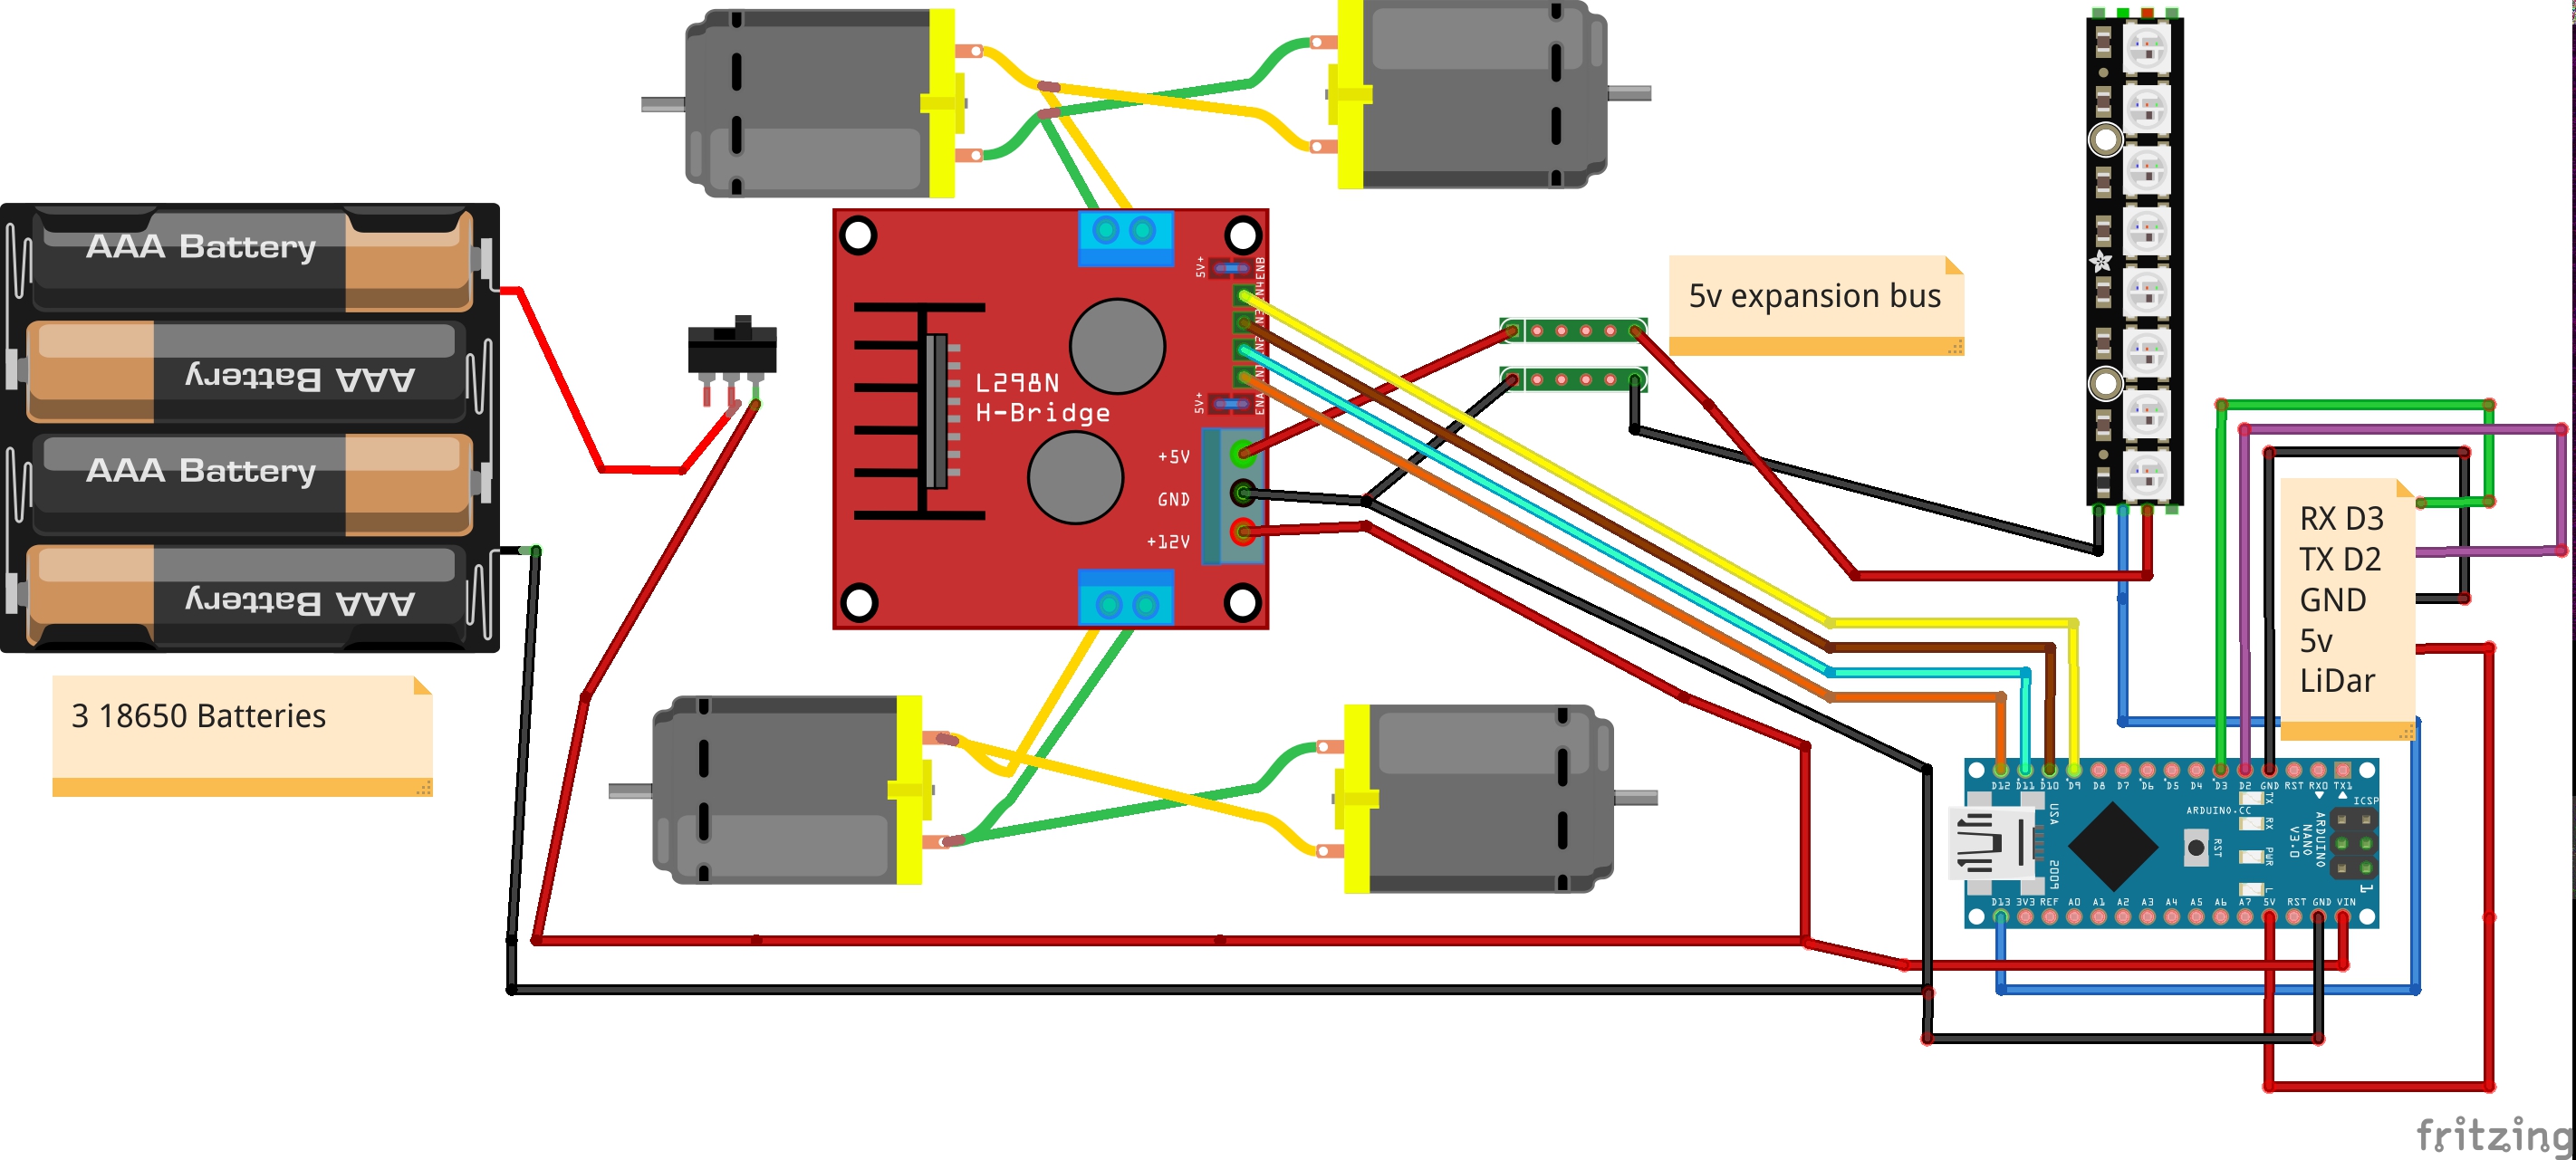 AAA Battery
AAA Battery
AAA Battery
AAA Battery
3 18650 Batteries
L298N
H-Bridge
5V+
ENB
IN4
IN3
IN2
IN1
ENA
5V+
+5V
GND
+12V
5v expansion bus
RX D3
TX D2
GND
5v
LiDar
D12 D11 D10 D9 D8 D7 D6 D5 D4 D3 D2 GND RST RX0 TX1
USA
2009
ARDUINO.CC
RST
TX
RX
PWR
L
ARDUINO
NANO
V3.0
ICSP
1
D13 3V3 REF A0 A1 A2 A3 A4 A5 A6 A7 5V RST GND VIN
fritzing